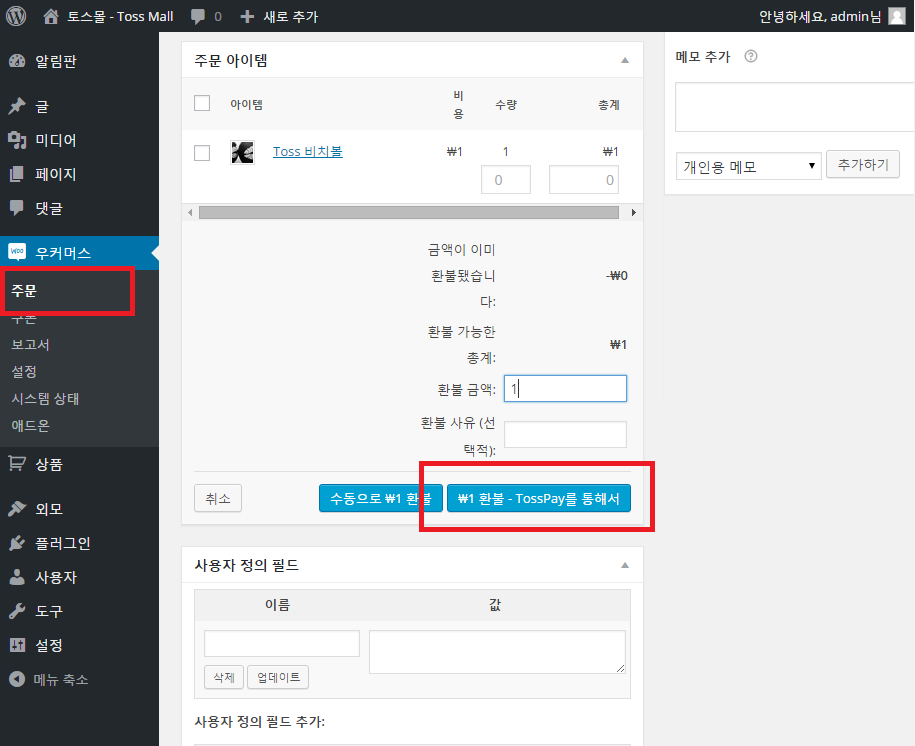 토스몰 - Toss Mall 0 새로 추가 안녕하세요, admin님
알림판
글
미디어
페이지
댓글
우커머스
주문
쿠폰
보고서
설정
시스템 상태
애드온
상품
외모
플러그인
사용자
도구
설정
메뉴 축소
주문 아이템
아이템 비 용 수량 총계
Toss 비치볼 ₩1 1 ₩1
0 0
금액이 이미
환불됐습니
다: -₩0
환불 가능한
총계: ₩1
환불 금액: 1
환불 사유 (선
택적):
취소 수동으로 ₩1 환불 ₩1 환불 - TossPay를 통해서
사용자 정의 필드
이름 값
삭제 업데이트
사용자 정의 필드 추가:
메모 추가 ?
개인용 메모 추가하기